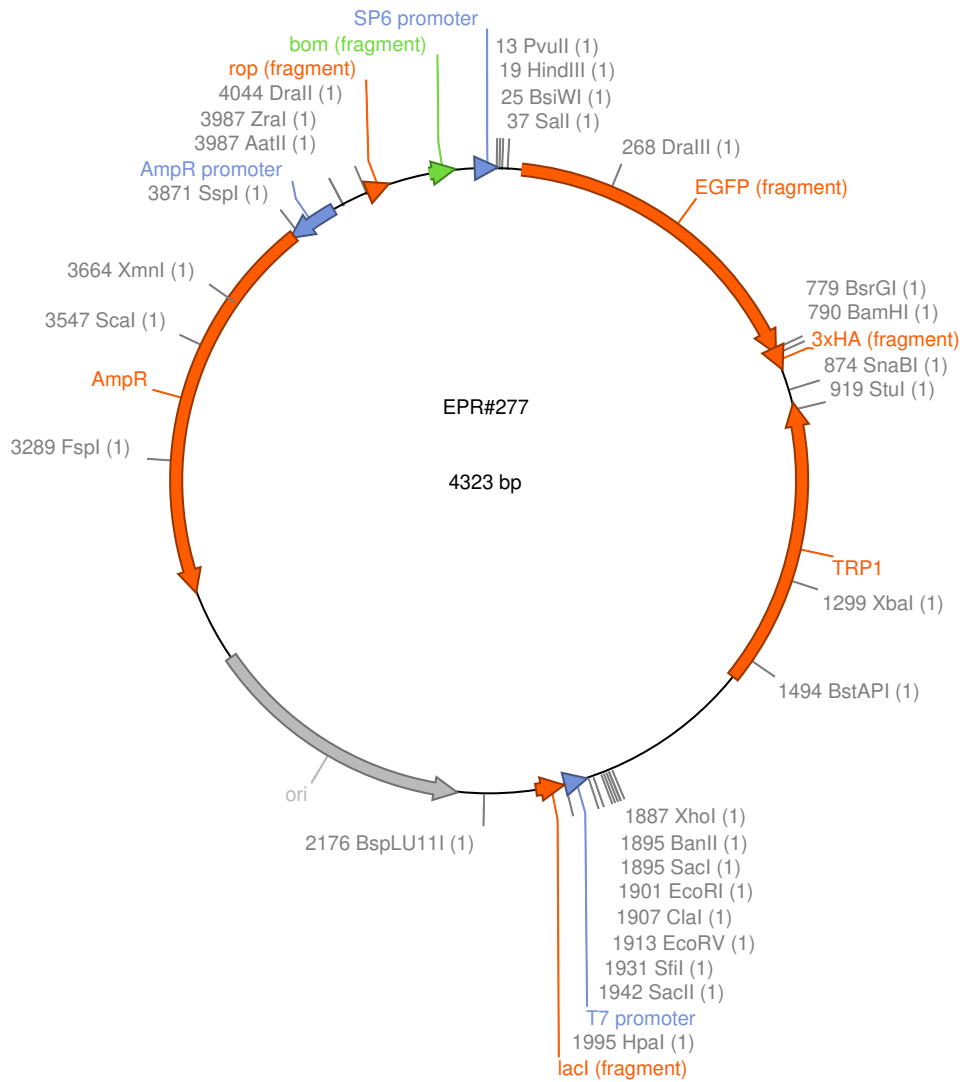 SP6 promoter
bom (fragment)
rop (fragment)
4044 DraII (1)
3987 ZraI (1)
3987 AatII (1)
AmpR promoter
3871 SspI (1)
3664 XmnI (1)
3547 ScaI (1)
AmpR
3289 FspI (1)
13 PvuII (1)
19 HindIII (1)
25 BsiWI (1)
37 SalI (1)
268 DraIII (1)
EGFP (fragment)
779 BsrGI (1)
790 BamHI (1)
3xHA (fragment)
874 SnaBI (1)
919 StuI (1)
EPR#277
4323 bp
TRP1
1299 XbaI (1)
1494 BstAPI (1)
ori
2176 BspLU11I (1)
1887 XhoI (1)
1895 BanII (1)
1895 SacI (1)
1901 EcoRI (1)
1907 ClaI (1)
1913 EcoRV (1)
1931 SfiI (1)
1942 SacII (1)
T7 promoter
1995 HpaI (1)
lacI (fragment)